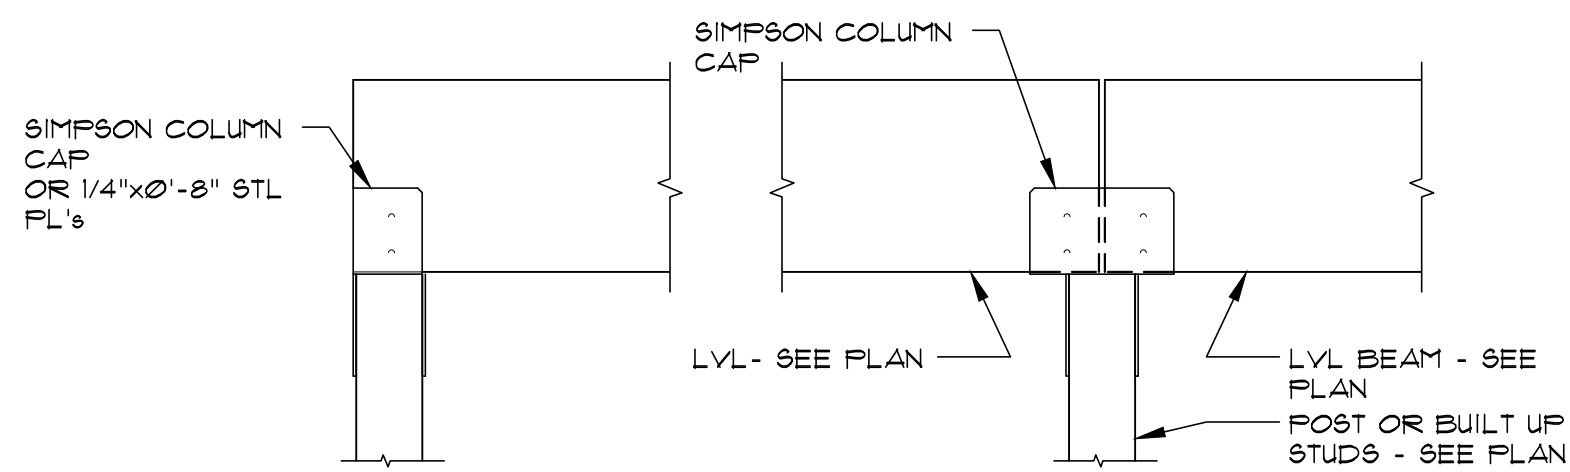 SIMPSON COLUMN
CAP
OR 1/4"xØ'-8" STL
PL's
SIMPSON COLUMN
CAP
LVL- SEE PLAN
LVL BEAM - SEE
PLAN
POST OR BUILT UP
STUDS - SEE PLAN